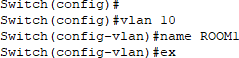 Switch(config)#
Switch(config)#vlan 10
Switch(config-vlan)#name ROOM1
Switch(config-vlan)#ex